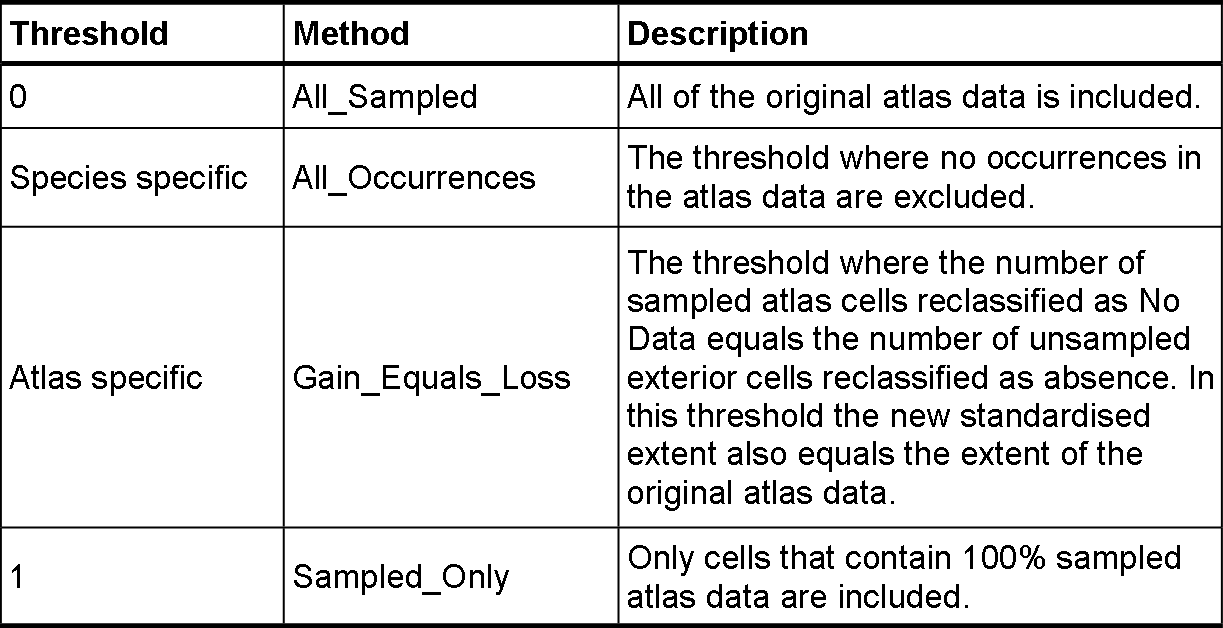 Threshold Method Description
0 All_Sampled All of the original atlas data is included.
Species specific All_Occurrences The threshold where no occurrences in
the atlas data are excluded.
Atlas specific Gain_Equals_Loss The threshold where the number of
sampled atlas cells reclassified as No
Data equals the number of unsampled
exterior cells reclassified as absence. In
this threshold the new standardised
extent also equals the extent of the
original atlas data.
1 Sampled_Only Only cells that contain 100% sampled
atlas data are included.